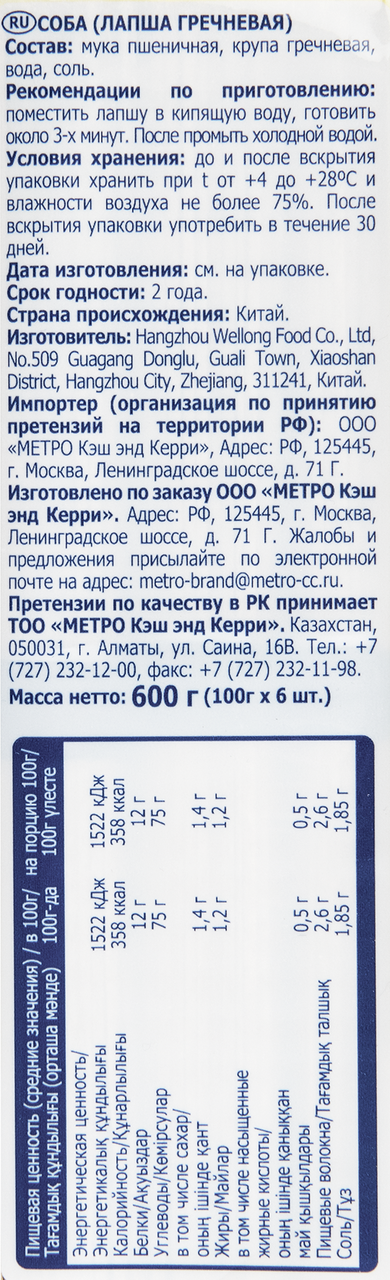 RU СОБА (ЛАПША ГРЕЧНЕВАЯ)
Состав: мука пшеничная, крупа гречневая,
вода, соль.
Рекомендации по приготовлению:
поместить лапшу в кипящую воду, готовить
около 3-х минут. После промыть холодной водой.
Условия хранения: до и после вскрытия
упаковки хранить при t от +4 до +28ºС и
влажности воздуха не более 75%. После
вскрытия упаковки употребить в течение 30
дней.
Дата изготовления: см. на упаковке.
Срок годности: 2 года.
Страна происхождения: Китай.
Изготовитель: Hangzhou Wellong Food Co., Ltd,
No.509 Guagang Donglu, Guali Town, Xiaoshan
District, Hangzhou City, Zhejiang, 311241, Китай.
Импортер (организация по принятию
претензий на территории РФ): ООО
«МЕТРО Кэш энд Керри», Адрес: РФ, 125445,
г. Москва, Ленинградское шоссе, д. 71 Г.
Изготовлено по заказу ООО «МЕТРО Кэш
энд Керри». Адрес: РФ, 125445, г. Москва,
Ленинградское шоссе, д. 71 Г. Жалобы и
предложения присылайте по электронной
почте на адрес: metro-brand@metro-cc.ru.
Претензии по качеству в РК принимает
ТОО «МЕТРО Кэш энд Керри». Казахстан,
050031, г. Алматы, ул. Саина, 16В. Тел.: +7
(727) 232-12-00, факс: +7 (727) 232-11-98.
Масса нетто: 600 г (100г х 6 шт.)
Пищевая ценность (средние значения) / в 100г/ на порцию 100г/
Тағамдық құндылығы (орташа мәнде) 100г-да 100г үлесте
Энергетическая ценность/
Энергетикалық құндылығы 1522 кДж 1522 кДж
Калорийность/Құнарлылығы 358 ккал 358 ккал
Белки/Ақуыздар 12 г 12 г
Углеводы/Көмірсулар 75 г 75 г
в том числе сахар/
оның ішінде қант 1,4 г 1,4 г
Жиры/Майлар 1,2 г 1,2 г
в том числе насыщенные
жирные кислоты/
оның ішінде қаныққан
май қышқылдары 0,5 г 0,5 г
Пищевые волокна/Тағамдық талшық 2,6 г 2,6 г
Соль/Тұз 1,85 г 1,85 г